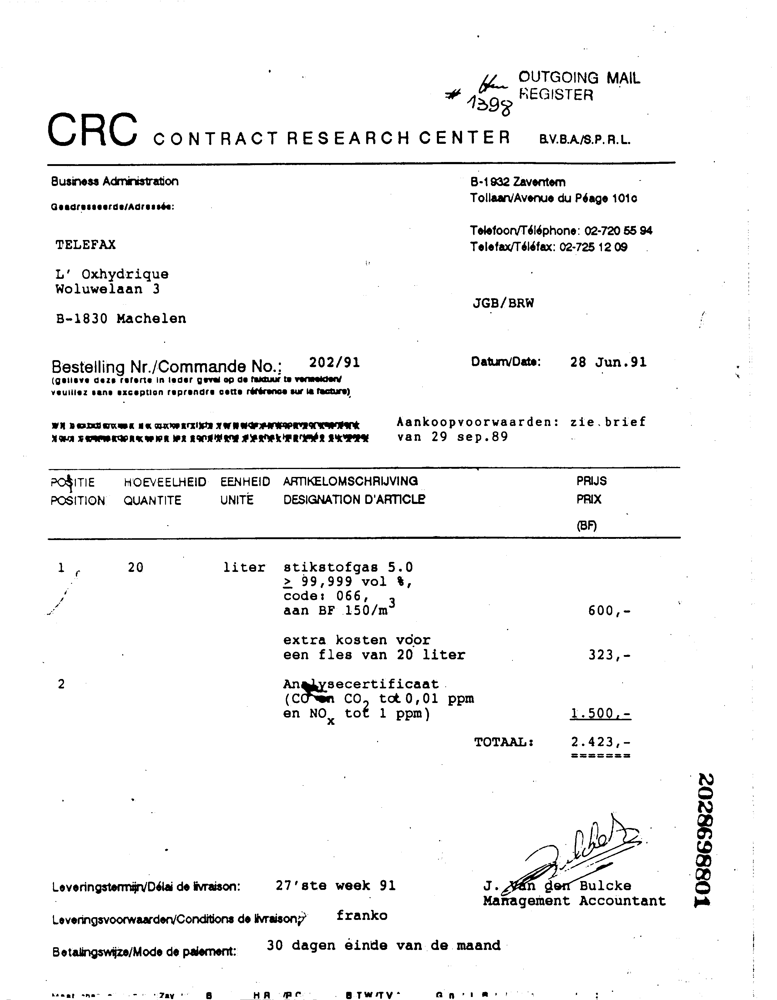 OUTGOING MAIL
REGISTER
# 1398
CRC CONTRACT RESEARCH CENTER B.V.B.A./S.P.R.L.
Business Administration
B-1932 Zaventem
Geadresseerde/Adressée:
Tollaan/Avenue du Péage 101c
Telefoon/Téléphone: 02-720 55 94
TELEFAX
Telefax/Téléfax: 02-725 12 09
L' Oxhydrique
Woluwelaan 3
JGB/BRW
B-1830 Machelen
Bestelling Nr./Commande No.: 202/91
Datum/Date: 28 Jun.91
(gelieve deze referte in ieder geval op de faktuur te vermelden/
veuillez sans exception reprendre cette référence sur la facture)
Aankoopvoorwaarden: zie.brief
van 29 sep.89
POSITIE HOEVEELHEID EENHEID ARTIKELOMSCHRIJVING PRIJS
POSITION QUANTITE UNITÉ DESIGNATION D'ARTICLE PRIX
(BF)
1 20 liter stikstofgas 5.0
≥ 99,999 vol %,
code: 066,
aan BF 150/m³ 600,-
extra kosten voor
een fles van 20 liter 323,-
2 Analysecertificaat
(CO en CO₂ tot 0,01 ppm
en NOₓ tot 1 ppm) 1.500,-
TOTAAL: 2.423,-
=======
2028698801
Leveringstermijn/Délai de livraison: 27'ste week 91
J. Van den Bulcke
Management Accountant
Leveringsvoorwaarden/Conditions de livraison: franko
Betalingswijze/Mode de paiement: 30 dagen einde van de maand